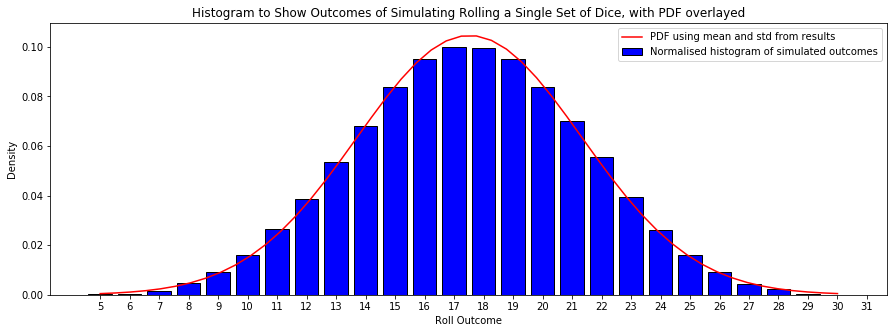 Histogram to Show Outcomes of Simulating Rolling a Single Set of Dice, with PDF overlayed
PDF using mean and std from results
Normalised histogram of simulated outcomes
0.10
0.08
0.06
0.04
0.02
0.00
Density
5 6 7 8 9 10 11 12 13 14 15 16 17 18 19 20 21 22 23 24 25 26 27 28 29 30 31
Roll Outcome